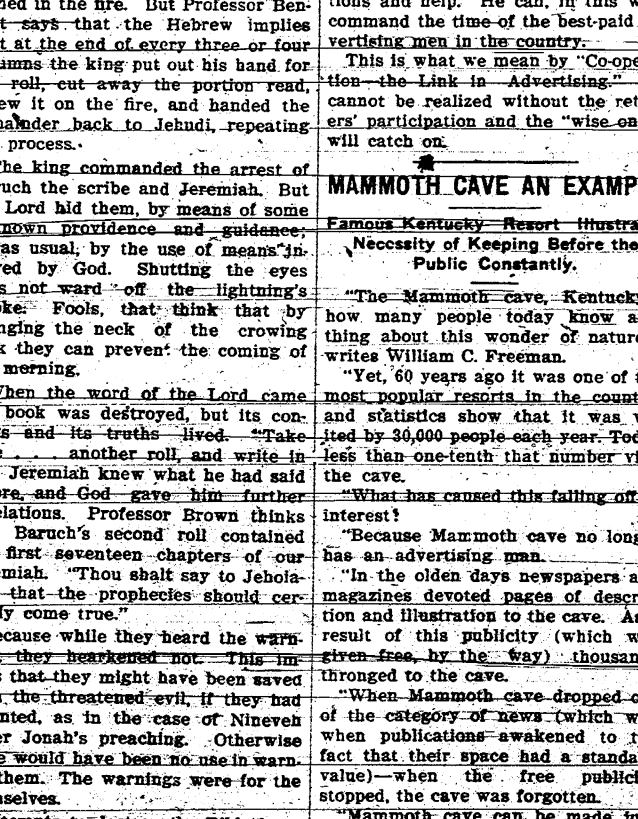 ned in the fire. But Professor Ben-
t says that the Hebrew implies
t at the end of every three or four
umns the king put out his hand for
roll, cut away the portion read,
ew it on the fire, and handed the
mainder back to Jehudi, repeating
process.
The king commanded the arrest of
ruch the scribe and Jeremiah. But
Lord hid them, by means of some
nown providence and guidance;
as usual, by the use of means in-
red by God. Shutting the eyes
s not ward off the lightning's
oke. Fools, that think that by
nging the neck of the crowing
k they can prevent the coming of
morning.
When the word of the Lord came
book was destroyed, but its con-
s and its truths lived. "Take
. . . another roll, and write in
Jeremiah knew what he had said
ore, and God gave him further
elations. Professor Brown thinks
Baruch's second roll contained
first seventeen chapters of our
emiah. "Thou shalt say to Jehoia-
that the prophecies should cer-
ly come true."
ecause while they heard the warn-
, they hearkened not. This im-
s that they might have been saved
the threatened evil, if they had
nted, as in the case of Nineveh
er Jonah's preaching. Otherwise
e would have been no use in warn-
them. The warnings were for the
selves.
tions and help. He can, in this w
command the time of the best-paid
vertising men in the country.
This is what we mean by "Co-ope
tion—the Link in Advertising."
cannot be realized without the ret
ers' participation and the "wise on
will catch on.
MAMMOTH CAVE AN EXAMP
Famous Kentucky Resort Illustra
Necessity of Keeping Before the
Public Constantly.
"The Mammoth cave, Kentucky
how many people today know a
thing about this wonder of nature
writes William C. Freeman.
"Yet, 60 years ago it was one of
most popular resorts in the count
and statistics show that it was v
ited by 30,000 people each year. Tod
less than one-tenth that number vi
the cave.
"What has caused this falling off
interest?
"Because Mammoth cave no long
has an advertising man.
"In the olden days newspapers a
magazines devoted pages of descr
tion and illustration to the cave. As
result of this publicity (which w
given free, by the way) thousan
thronged to the cave.
"When Mammoth cave dropped o
of the category of news (which w
when publications awakened to t
fact that their space had a standa
value)—when the free public
stopped, the cave was forgotten.
"Mammoth cave can be made